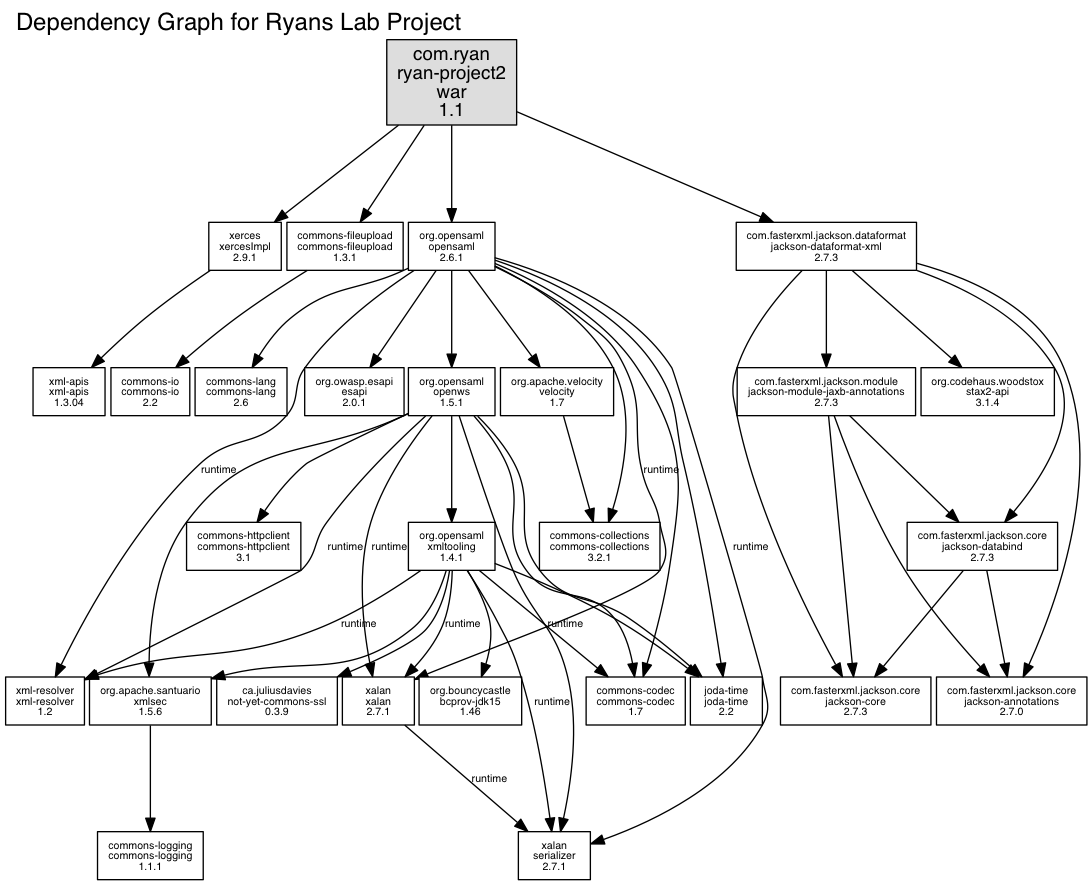 Dependency Graph for Ryans Lab Project
com.ryan
ryan-project2
war
1.1
xerces
xercesImpl
2.9.1
commons-fileupload
commons-fileupload
1.3.1
org.opensaml
opensaml
2.6.1
com.fasterxml.jackson.dataformat
jackson-dataformat-xml
2.7.3
xml-apis
xml-apis
1.3.04
commons-io
commons-io
2.2
commons-lang
commons-lang
2.6
org.owasp.esapi
esapi
2.0.1
org.opensaml
openws
1.5.1
org.apache.velocity
velocity
1.7
com.fasterxml.jackson.module
jackson-module-jaxb-annotations
2.7.3
org.codehaus.woodstox
stax2-api
3.1.4
runtime
runtime
commons-httpclient
commons-httpclient
3.1
runtime
runtime
org.opensaml
xmltooling
1.4.1
commons-collections
commons-collections
3.2.1
runtime
com.fasterxml.jackson.core
jackson-databind
2.7.3
runtime
runtime
runtime
xml-resolver
xml-resolver
1.2
org.apache.santuario
xmlsec
1.5.6
ca.juliusdavies
not-yet-commons-ssl
0.3.9
xalan
xalan
2.7.1
org.bouncycastle
bcprov-jdk15
1.46
runtime
commons-codec
commons-codec
1.7
joda-time
joda-time
2.2
com.fasterxml.jackson.core
jackson-core
2.7.3
com.fasterxml.jackson.core
jackson-annotations
2.7.0
runtime
commons-logging
commons-logging
1.1.1
xalan
serializer
2.7.1